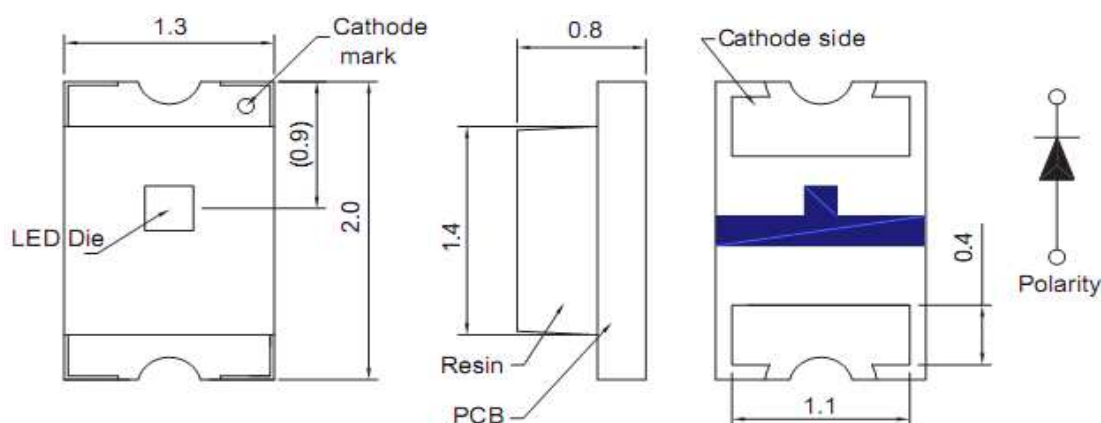 1.3
Cathode
mark
(0.9)
2.0
LED Die
0.8
1.4
Resin
PCB
Cathode side
0.4
1.1
Polarity